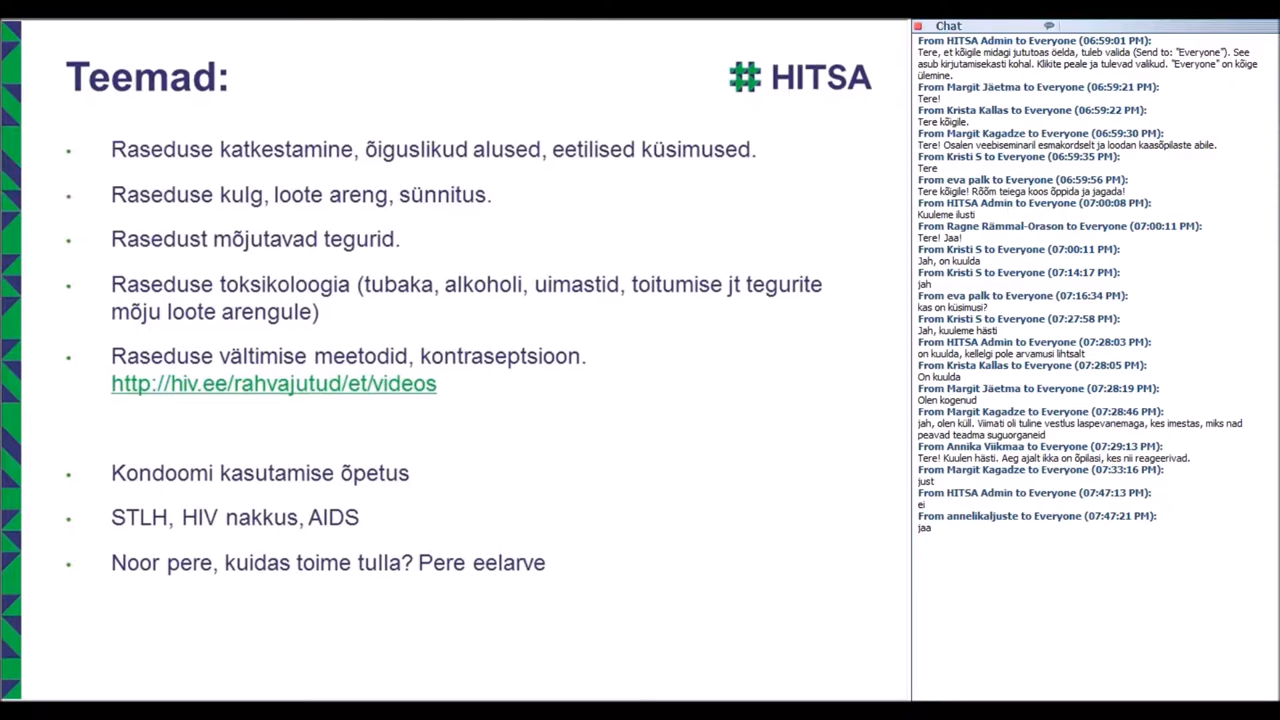 Teemad:
HITSA
Raseduse katkestamine, õiguslikud alused, eetilised küsimused.
Raseduse kulg, loote areng, sünnitus.
Rasedust mõjutavad tegurid.
Raseduse toksikoloogia (tubaka, alkoholi, uimastid, toitumise jt tegurite
mõju loote arengule)
Raseduse vältimise meetodid, kontraseptsioon.
http://hiv.ee/rahvajutud/et/videos
Kondoomi kasutamise õpetus
STLH, HIV nakkus, AIDS
Noor pere, kuidas toime tulla? Pere eelarve
Chat
From HITSA Admin to Everyone (06:59:01 PM):
Tere, et kõigile midagi jututoas öelda, tuleb valida (Send to: "Everyone"). See
asub kirjutamisekasti kohal. Klikite peale ja tulevad valikud. "Everyone" on kõige
ülemine.
From Margit Jäetma to Everyone (06:59:21 PM):
Tere!
From Krista Kallas to Everyone (06:59:22 PM):
Tere kõigile.
From Margit Kagadze to Everyone (06:59:30 PM):
Tere! Osalen veebiseminaril esmakordselt ja loodan kaasõpilaste abile.
From Kristi S to Everyone (06:59:35 PM):
Tere
From eva palk to Everyone (06:59:56 PM):
Tere kõigile! Rõõm teiega koos õppida ja jagada!
From HITSA Admin to Everyone (07:00:08 PM):
Kuuleme ilusti
From Ragne Rämmal-Orason to Everyone (07:00:11 PM):
Tere! Jaa!
From Kristi S to Everyone (07:00:11 PM):
Jah, on kuulda
From Kristi S to Everyone (07:14:17 PM):
jah
From eva palk to Everyone (07:16:34 PM):
kas on küsimusi?
From Kristi S to Everyone (07:27:58 PM):
Jah, kuuleme hästi
From HITSA Admin to Everyone (07:28:03 PM):
on kuulda, kellelgi pole arvamusi lihtsalt
From Krista Kallas to Everyone (07:28:05 PM):
On kuulda
From Margit Jäetma to Everyone (07:28:19 PM):
Olen kogenud
From Margit Kagadze to Everyone (07:28:46 PM):
jah, olen küll. Viimati oli tuline vestlus laspevanemaga, kes imestas, miks nad
peavad teadma suguorganeid
From Annika Viikmaa to Everyone (07:29:13 PM):
Tere! Kuulen hästi. Aeg ajalt ikka on õpilasi, kes nii reageerivad.
From Margit Kagadze to Everyone (07:33:16 PM):
just
From HITSA Admin to Everyone (07:47:13 PM):
ei
From annelikaljuste to Everyone (07:47:21 PM):
jaa